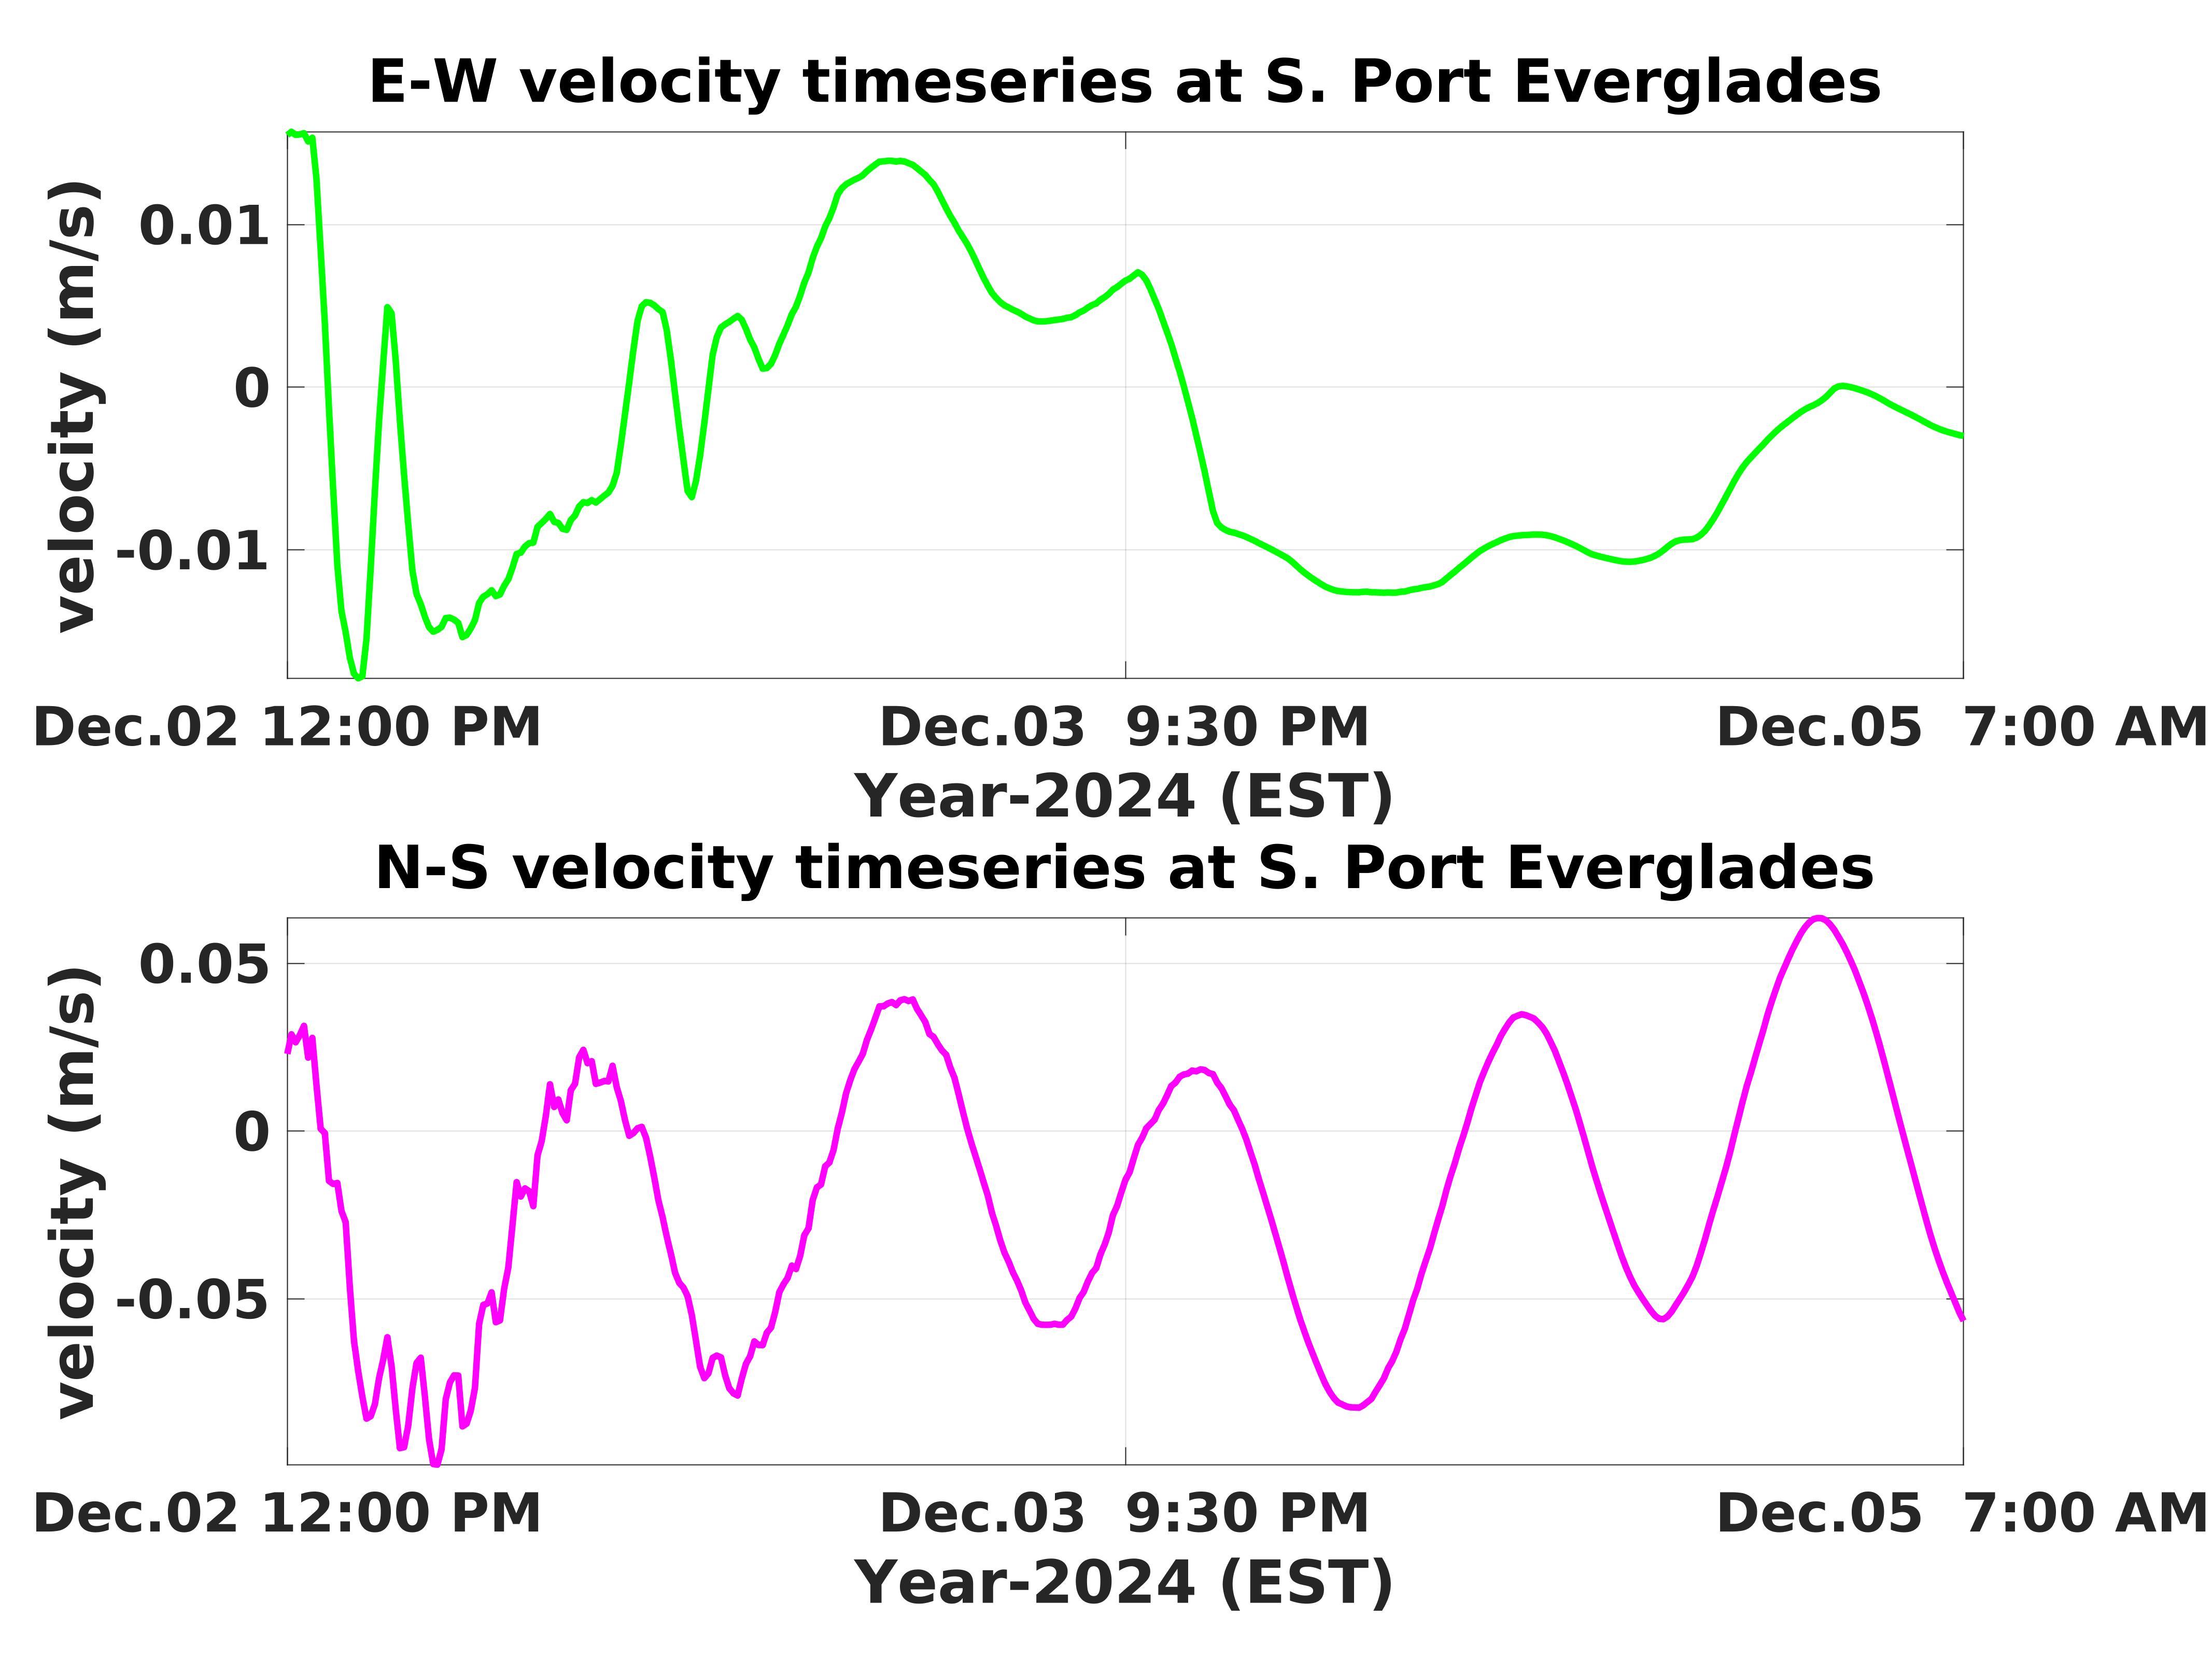 E-W velocity timeseries at S. Port Everglades
velocity (m/s)
0.01
0
-0.01
Dec.02 12:00 PM
Dec.03  9:30 PM
Dec.05  7:00 AM
Year-2024 (EST)
N-S velocity timeseries at S. Port Everglades
velocity (m/s)
0.05
0
-0.05
Dec.02 12:00 PM
Dec.03  9:30 PM
Dec.05  7:00 AM
Year-2024 (EST)